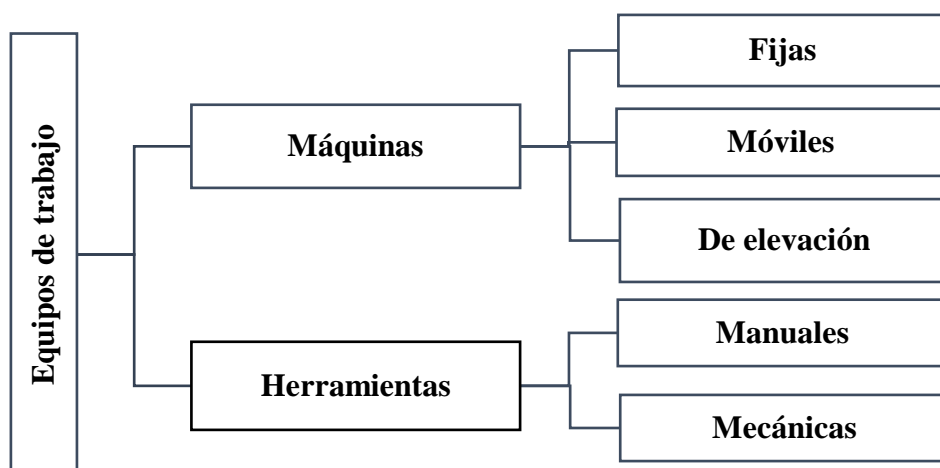 Equipos de trabajo
Máquinas
Fijas
Móviles
De elevación
Herramientas
Manuales
Mecánicas